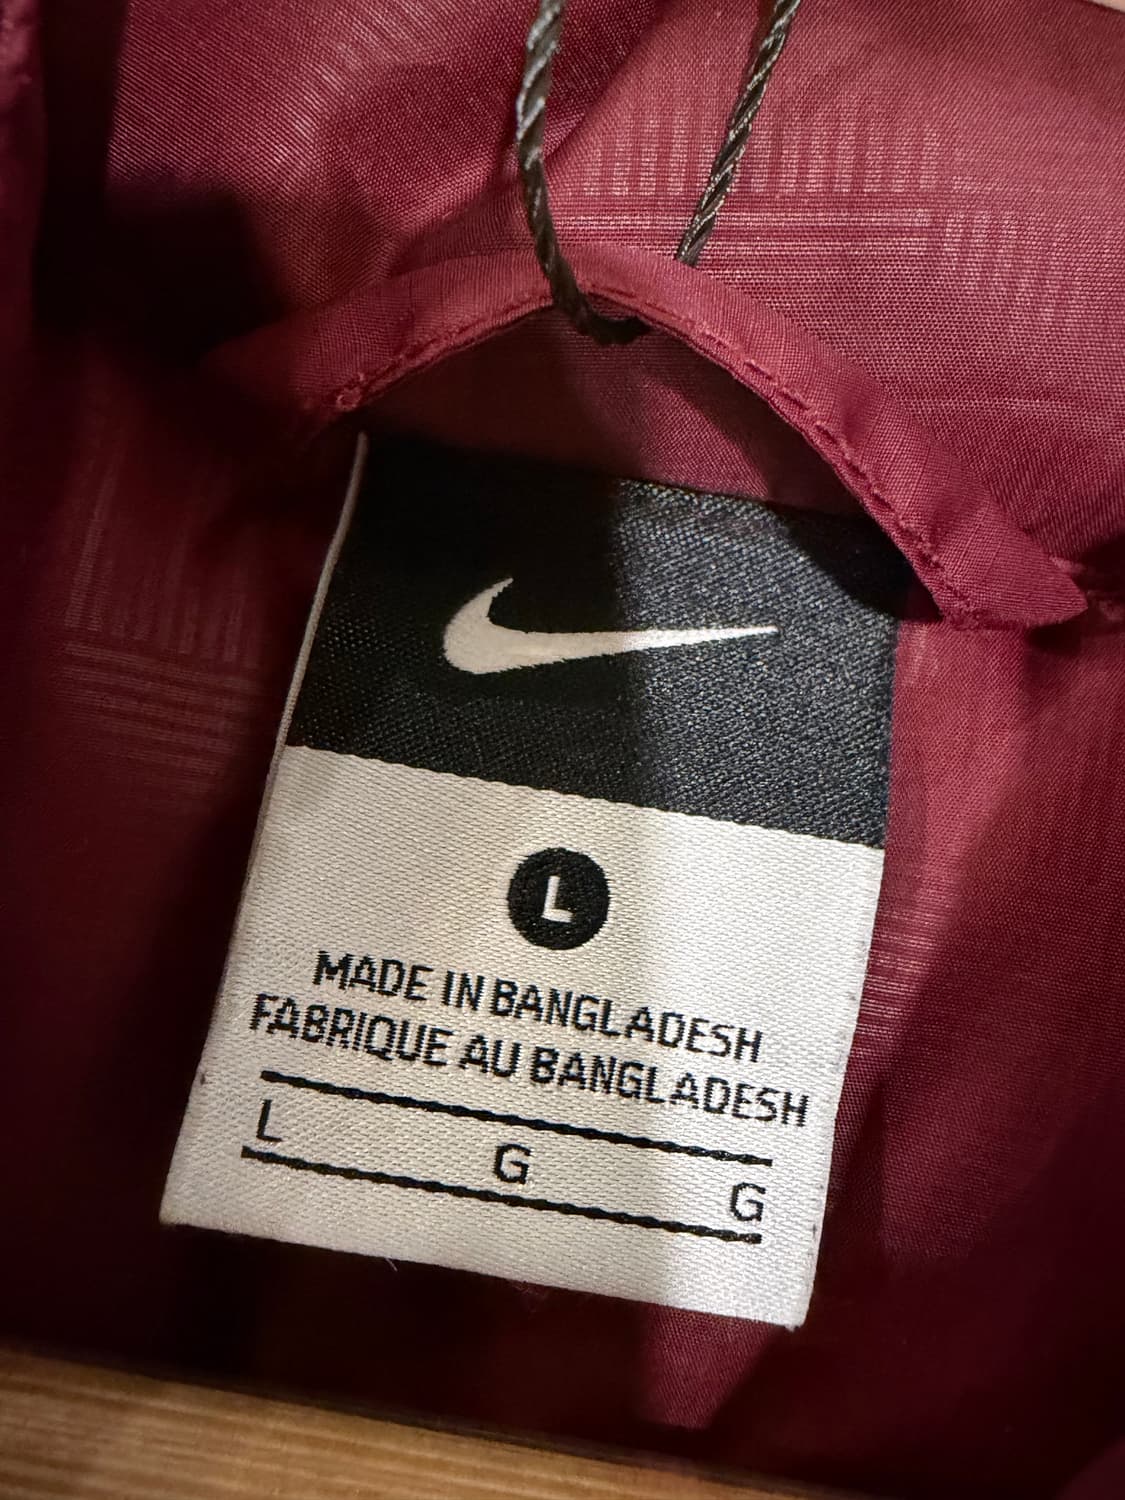 L
MADE IN BANGLADESH
FABRIQUE AU BANGLADESH
L G G